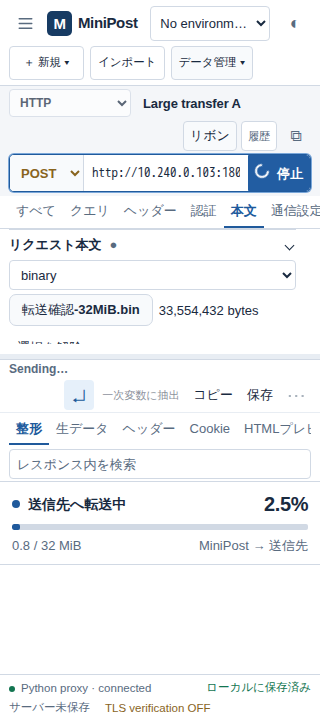 M MiniPost No environm…
＋ 新規 ▾ インポート データ管理 ▾
HTTP Large transfer A
リボン 履歴
POST http://10.240.0.103:180 停止
すべて クエリ ヘッダー 認証 本文 通信設定
リクエスト本文
binary
転送確認-32MiB.bin 33,554,432 bytes
Sending…
一次変数に抽出 コピー 保存 ···
整形 生データ ヘッダー Cookie HTMLプレビ
レスポンス内を検索
送信先へ転送中 2.5%
0.8 / 32 MiB MiniPost → 送信先
Python proxy · connected ローカルに保存済み
サーバー未保存 TLS verification OFF